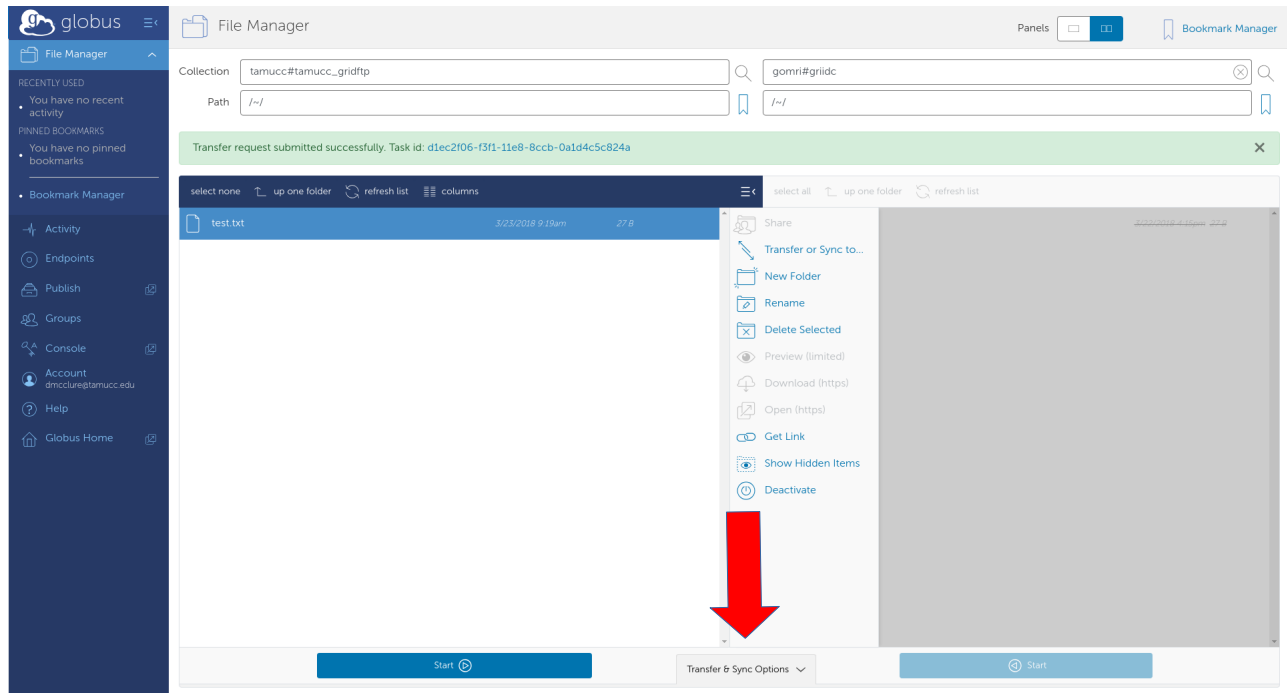 globus
File Manager
Panels
Bookmark Manager
File Manager
RECENTLY USED
You have no recent
activity
PINNED BOOKMARKS
You have no pinned
bookmarks
Bookmark Manager
Activity
Endpoints
Publish
Groups
Console
Account
dmcclure@tamucc.edu
Help
Globus Home
Collection
tamucc#tamucc_gridftp
gomri#griidc
Path
/~/
/~/
Transfer request submitted successfully. Task id: d1ec2f06-f3f1-11e8-8ccb-0a1d4c5c824a
select none
up one folder
refresh list
columns
select all
up one folder
refresh list
test.txt
3/23/2018 9:19am
27 B
Share
Transfer or Sync to...
New Folder
Rename
Delete Selected
Preview (limited)
Download (https)
Open (https)
Get Link
Show Hidden Items
Deactivate
27 B
Start
Transfer & Sync Options
Start